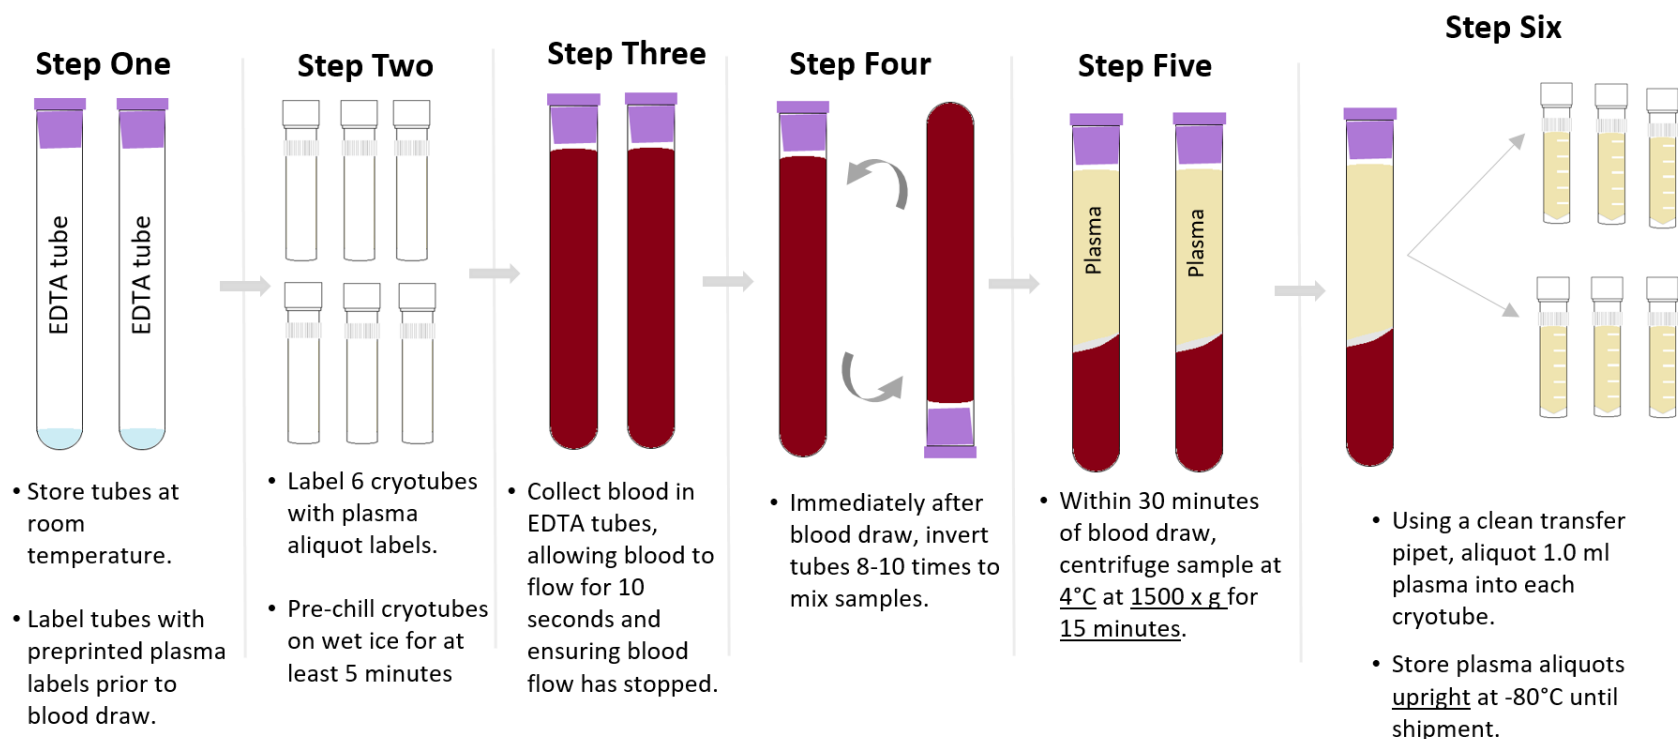 Step One
EDTA tube
EDTA tube
• Store tubes at
room
temperature.
• Label tubes with
preprinted plasma
labels prior to
blood draw.
Step Two
• Label 6 cryotubes
with plasma
aliquot labels.
• Pre-chill cryotubes
on wet ice for at
least 5 minutes
Step Three
• Collect blood in
EDTA tubes,
allowing blood to
flow for 10
seconds and
ensuring blood
flow has stopped.
Step Four
• Immediately after
blood draw, invert
tubes 8-10 times to
mix samples.
Step Five
Plasma
Plasma
• Within 30 minutes
of blood draw,
centrifuge sample at
4°C at 1500 x g for
15 minutes.
Step Six
• Using a clean transfer
pipet, aliquot 1.0 ml
plasma into each
cryotube.
• Store plasma aliquots
upright at -80°C until
shipment.